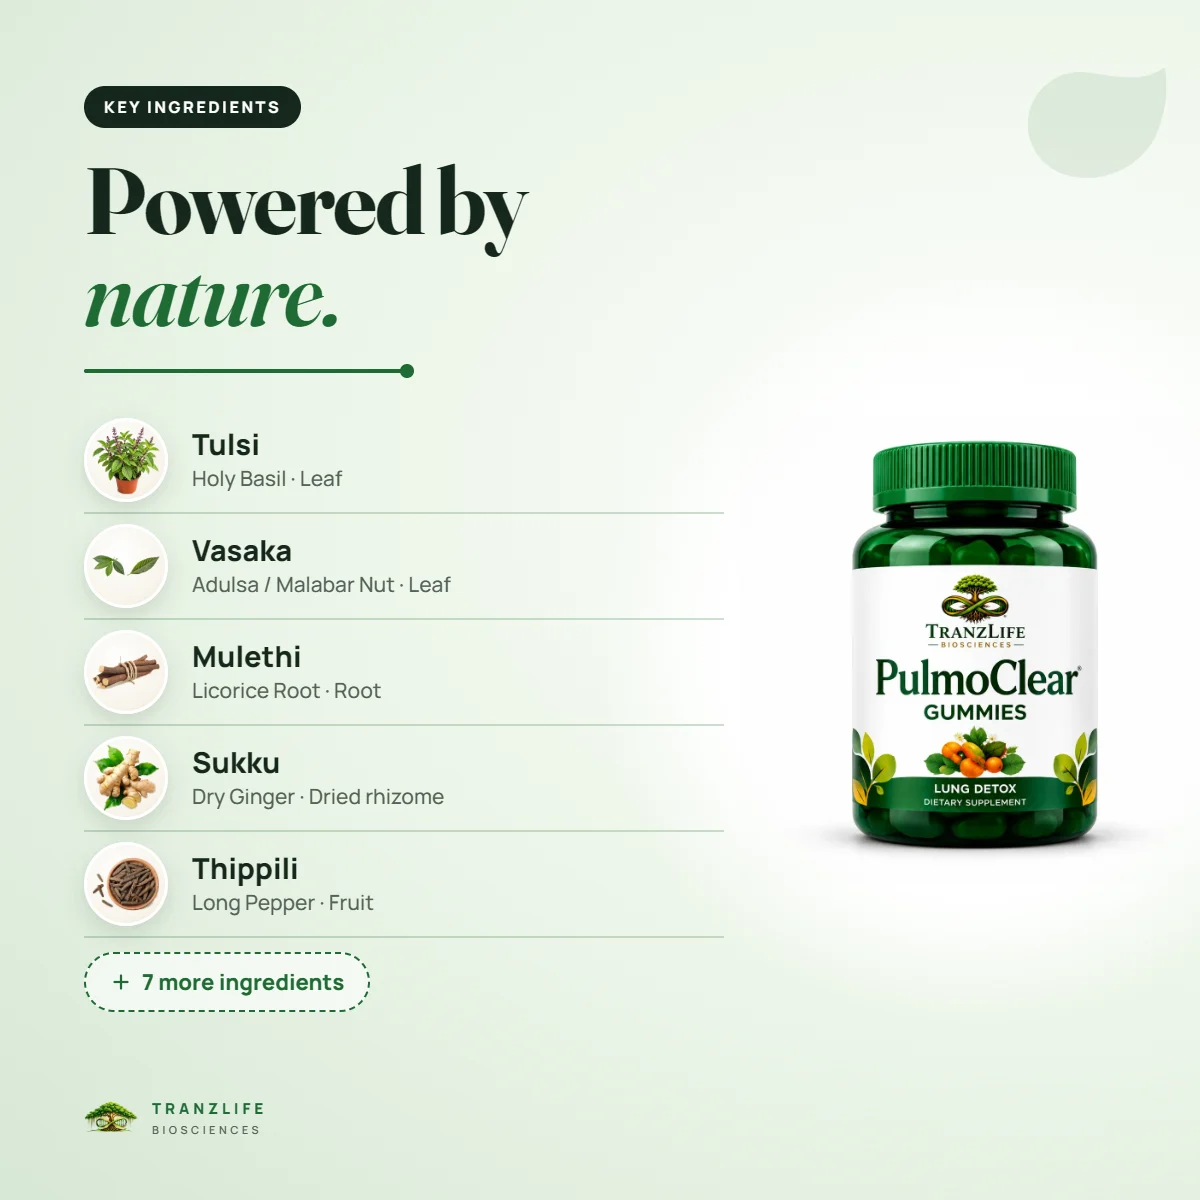 KEY INGREDIENTS
Powered by
nature.
Tulsi
Holy Basil · Leaf
Vasaka
Adulsa / Malabar Nut · Leaf
Mulethi
Licorice Root · Root
Sukku
Dry Ginger · Dried rhizome
Thippili
Long Pepper · Fruit
+ 7 more ingredients
TRANZLIFE
BIOSCIENCES
PulmoClear®
GUMMIES
LUNG DETOX
DIETARY SUPPLEMENT
TRANZLIFE
BIOSCIENCES